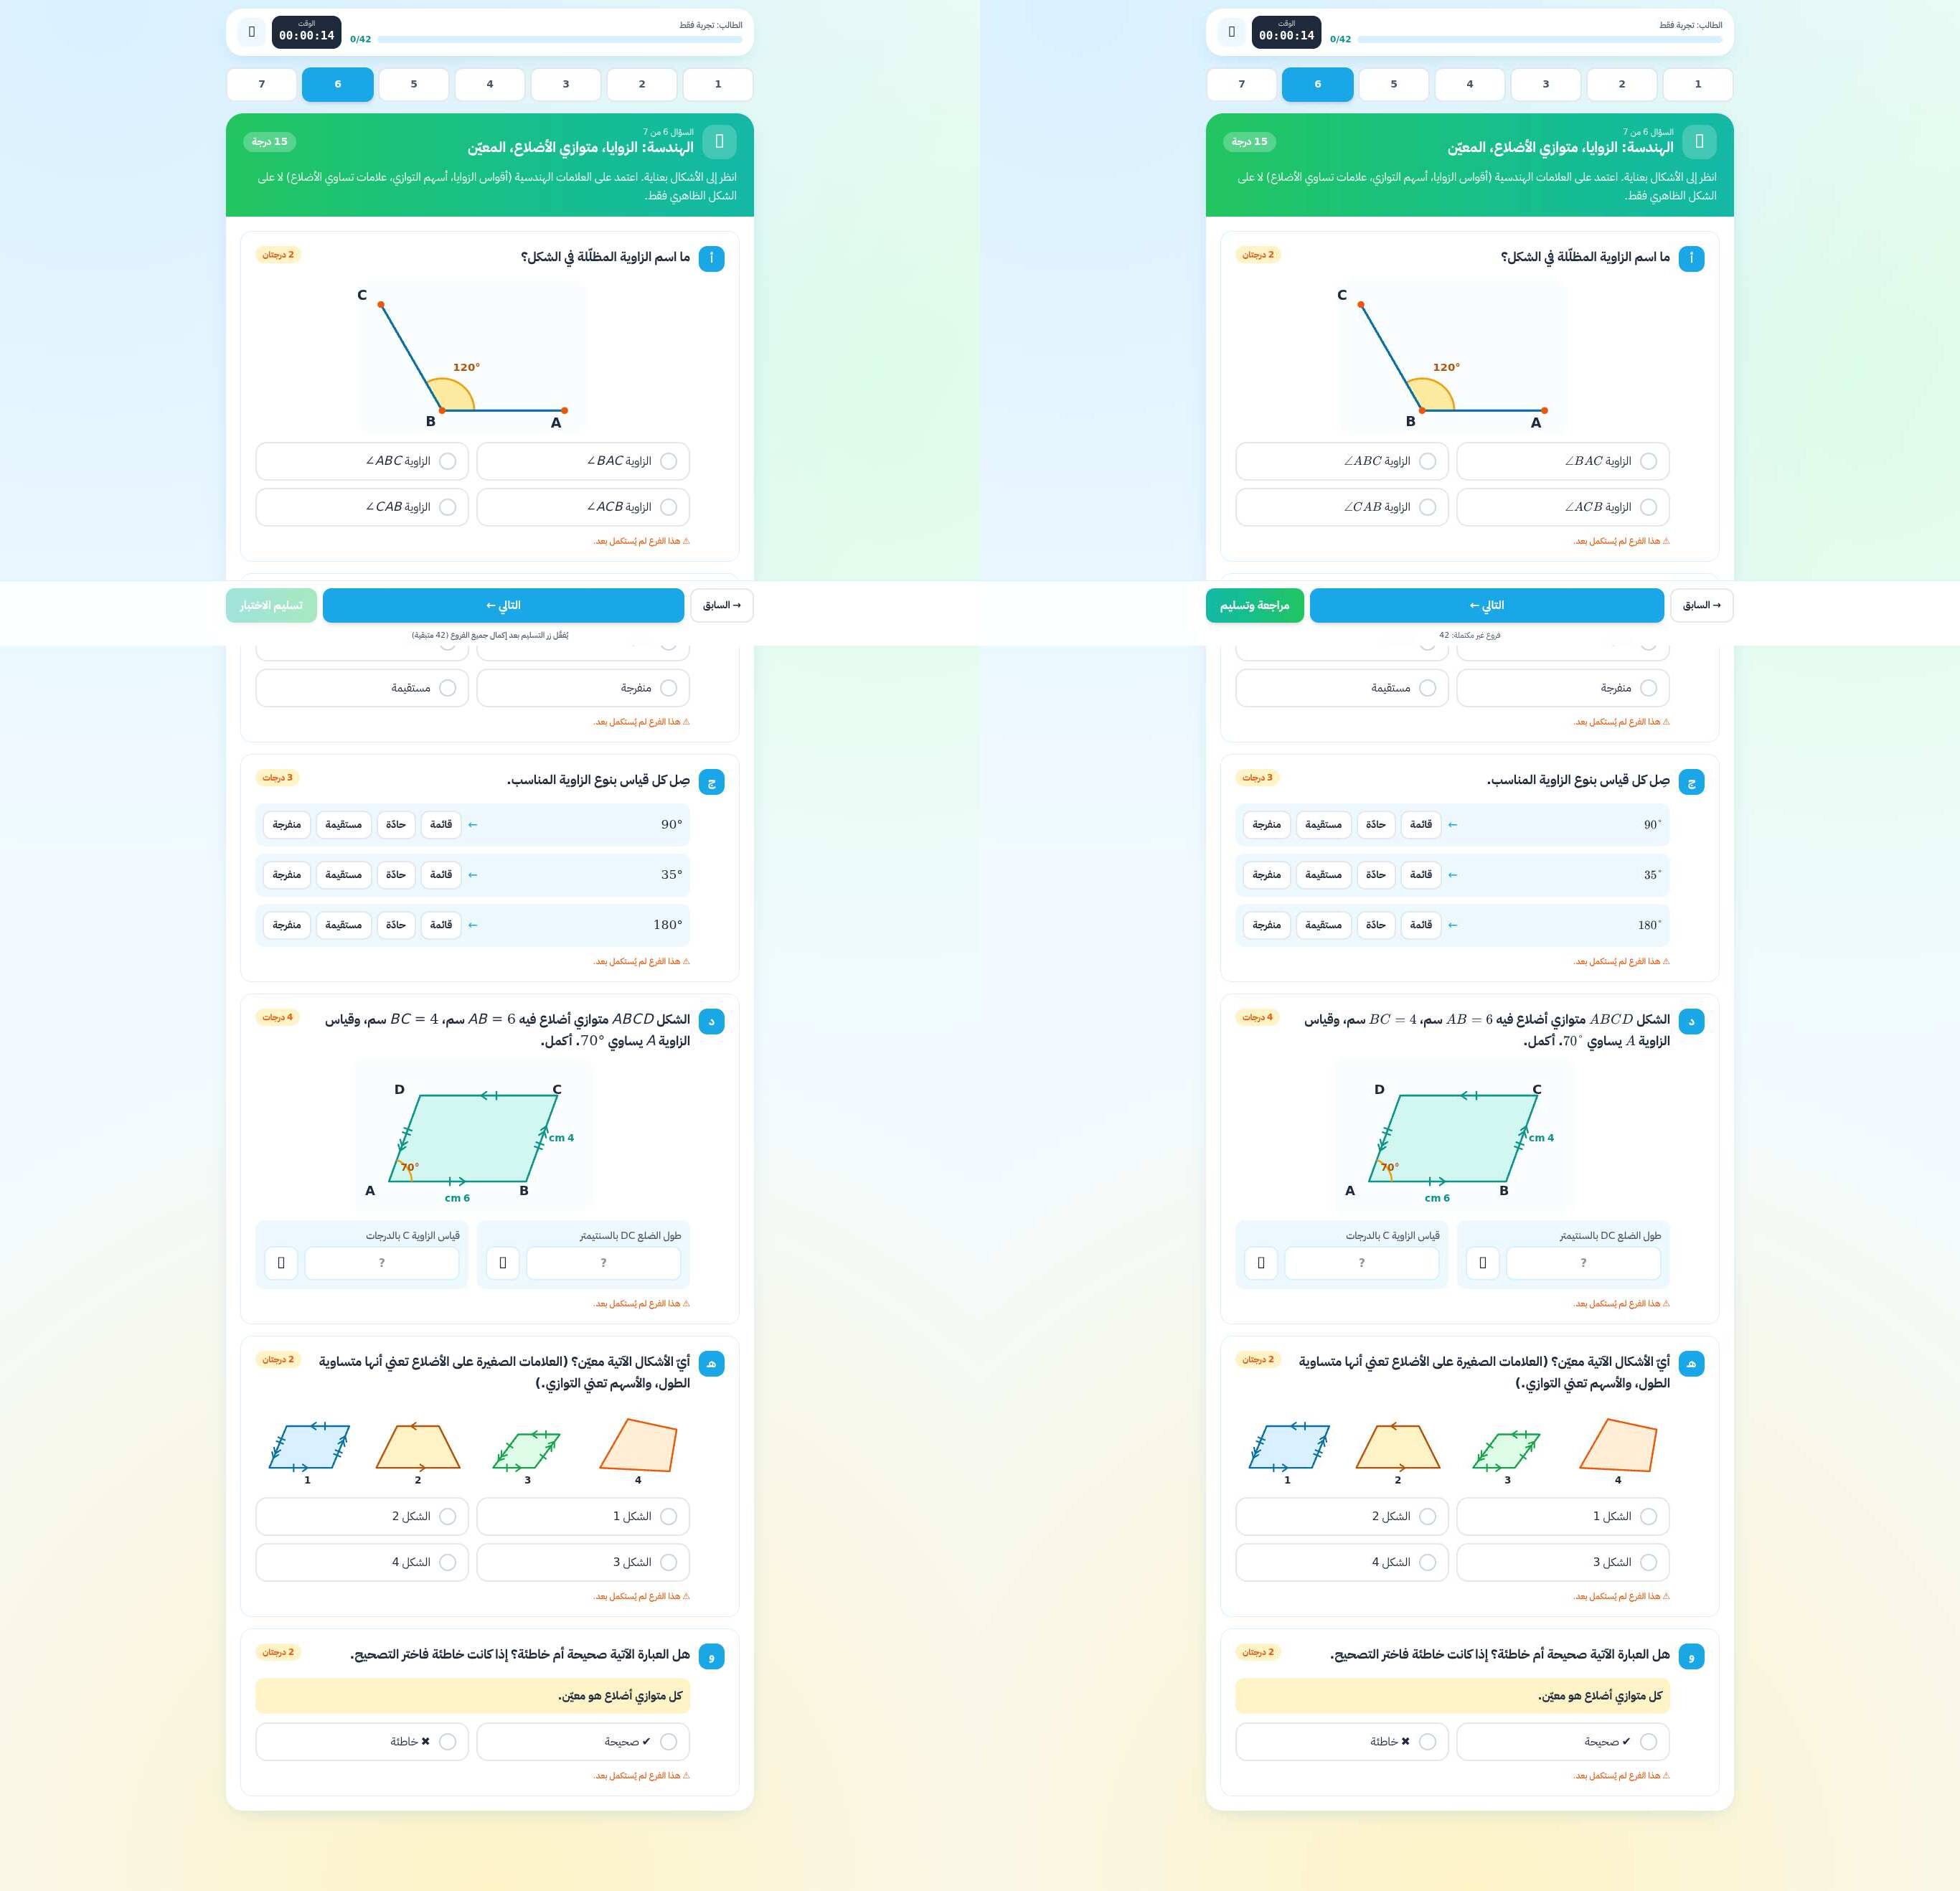 الطالب: تجربة فقط
0/42
الوقت
00:00:14
1 2 3 4 5 6 7
السؤال 6 من 7
الهندسة: الزوايا، متوازي الأضلاع، المعيّن
15 درجة
انظر إلى الأشكال بعناية. اعتمد على العلامات الهندسية (أقواس الزوايا، أسهم التوازي، علامات تساوي الأضلاع) لا على
الشكل الظاهري فقط.
أ
ما اسم الزاوية المظلّلة في الشكل؟
2 درجتان
C
120°
B
A
الزاوية ∠BAC
الزاوية ∠ABC
الزاوية ∠ACB
الزاوية ∠CAB
⚠ هذا الفرع لم يُستكمل بعد.
→ السابق
التالي ←
تسليم الاختبار
يُفعَّل زر التسليم بعد إكمال جميع الفروع (42 متبقية)
منفرجة
مستقيمة
⚠ هذا الفرع لم يُستكمل بعد.
ج
صِل كل قياس بنوع الزاوية المناسب.
3 درجات
90° ← قائمة حادّة مستقيمة منفرجة
35° ← قائمة حادّة مستقيمة منفرجة
180° ← قائمة حادّة مستقيمة منفرجة
⚠ هذا الفرع لم يُستكمل بعد.
د
الشكل ABCD متوازي أضلاع فيه AB = 6 سم، BC = 4 سم، وقياس
الزاوية A يساوي 70°. أكمل.
4 درجات
D
C
cm 4
70°
A
B
cm 6
طول الضلع DC بالسنتيمتر
?
قياس الزاوية C بالدرجات
?
⚠ هذا الفرع لم يُستكمل بعد.
هـ
أيّ الأشكال الآتية معيّن؟ (العلامات الصغيرة على الأضلاع تعني أنها متساوية
الطول، والأسهم تعني التوازي.)
2 درجتان
1 2 3 4
الشكل 1
الشكل 2
الشكل 3
الشكل 4
⚠ هذا الفرع لم يُستكمل بعد.
و
هل العبارة الآتية صحيحة أم خاطئة؟ إذا كانت خاطئة فاختر التصحيح.
2 درجتان
كل متوازي أضلاع هو معيّن.
✔ صحيحة
✖ خاطئة
⚠ هذا الفرع لم يُستكمل بعد.
الطالب: تجربة فقط
0/42
الوقت
00:00:14
1 2 3 4 5 6 7
السؤال 6 من 7
الهندسة: الزوايا، متوازي الأضلاع، المعيّن
15 درجة
انظر إلى الأشكال بعناية. اعتمد على العلامات الهندسية (أقواس الزوايا، أسهم التوازي، علامات تساوي الأضلاع) لا على
الشكل الظاهري فقط.
أ
ما اسم الزاوية المظلّلة في الشكل؟
2 درجتان
C
120°
B
A
الزاوية ∠BAC
الزاوية ∠ABC
الزاوية ∠ACB
الزاوية ∠CAB
⚠ هذا الفرع لم يُستكمل بعد.
→ السابق
التالي ←
مراجعة وتسليم
فروع غير مكتملة: 42
منفرجة
مستقيمة
⚠ هذا الفرع لم يُستكمل بعد.
ج
صِل كل قياس بنوع الزاوية المناسب.
3 درجات
90° ← قائمة حادّة مستقيمة منفرجة
35° ← قائمة حادّة مستقيمة منفرجة
180° ← قائمة حادّة مستقيمة منفرجة
⚠ هذا الفرع لم يُستكمل بعد.
د
الشكل ABCD متوازي أضلاع فيه AB = 6 سم، BC = 4 سم، وقياس
الزاوية A يساوي 70°. أكمل.
4 درجات
D
C
cm 4
70°
A
B
cm 6
طول الضلع DC بالسنتيمتر
?
قياس الزاوية C بالدرجات
?
⚠ هذا الفرع لم يُستكمل بعد.
هـ
أيّ الأشكال الآتية معيّن؟ (العلامات الصغيرة على الأضلاع تعني أنها متساوية
الطول، والأسهم تعني التوازي.)
2 درجتان
1 2 3 4
الشكل 1
الشكل 2
الشكل 3
الشكل 4
⚠ هذا الفرع لم يُستكمل بعد.
و
هل العبارة الآتية صحيحة أم خاطئة؟ إذا كانت خاطئة فاختر التصحيح.
2 درجتان
كل متوازي أضلاع هو معيّن.
✔ صحيحة
✖ خاطئة
⚠ هذا الفرع لم يُستكمل بعد.